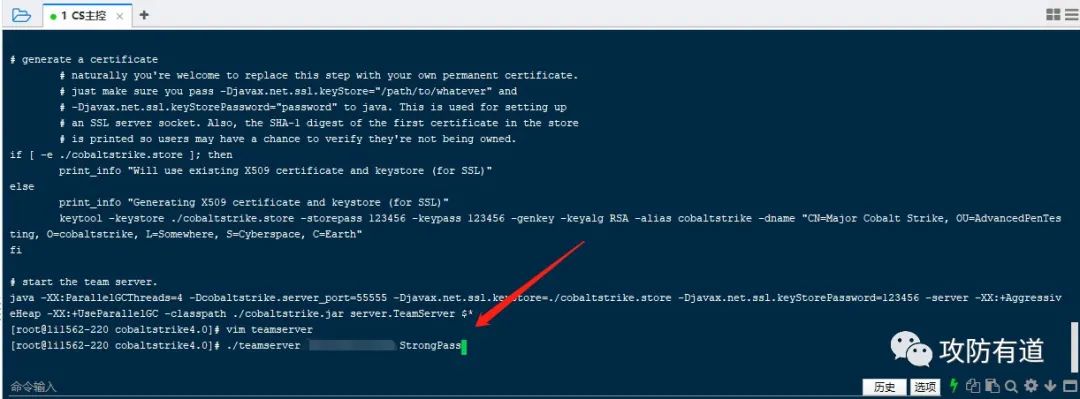 1 CS主控
# generate a certificate
# naturally you're welcome to replace this step with your own permanent certificate.
# just make sure you pass -Djavax.net.ssl.keyStore="/path/to/whatever" and
# -Djavax.net.ssl.keyStorePassword="password" to java. This is used for setting up
# an SSL server socket. Also, the SHA-1 digest of the first certificate in the store
# is printed so users may have a chance to verify they're not being owned.
if [ -e ./cobaltstrike.store ]; then
print_info "Will use existing X509 certificate and keystore (for SSL)"
else
print_info "Generating X509 certificate and keystore (for SSL)"
keytool -keystore ./cobaltstrike.store -storepass 123456 -keypass 123456 -genkey -keyalg RSA -alias cobaltstrike -dname "CN=Major Cobalt Strike, OU=AdvancedPenTes
ting, O=cobaltstrike, L=Somewhere, S=Cyberspace, C=Earth"
fi
# start the team server.
java -XX:ParallelGCThreads=4 -Dcobaltstrike.server_port=55555 -Djavax.net.ssl.keyStore=./cobaltstrike.store -Djavax.net.ssl.keyStorePassword=123456 -server -XX:+Aggressiv
eHeap -XX:+UseParallelGC -classpath ./cobaltstrike.jar server.TeamServer $*
[root@li1562-220 cobaltstrike4.0]# vim teamserver
[root@li1562-220 cobaltstrike4.0]# ./teamserver StrongPass
攻防有道
命令输入
历史 选项